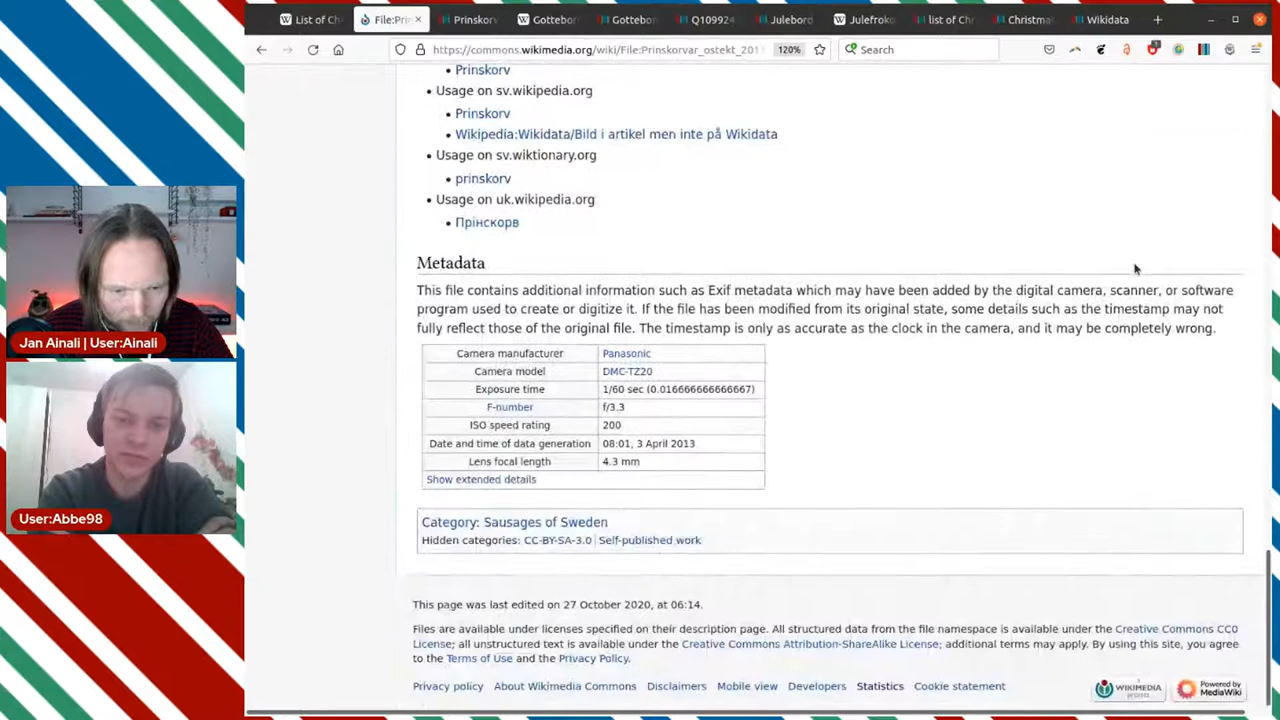 List of Ch
File:Prin
Prinskorv
Gottebor
Gottebon
Q109924
Julebord
Julefroko
list of Chr
Christma
Wikidata
https://commons.wikimedia.org/wiki/File:Prinskorvar_ostekt_201
120%
Search
Prinskorv
Usage on sv.wikipedia.org
Prinskorv
Wikipedia:Wikidata/Bild i artikel men inte på Wikidata
Usage on sv.wiktionary.org
prinskorv
Usage on uk.wikipedia.org
Прінскорв
Metadata
This file contains additional information such as Exif metadata which may have been added by the digital camera, scanner, or software
program used to create or digitize it. If the file has been modified from its original state, some details such as the timestamp may not
fully reflect those of the original file. The timestamp is only as accurate as the clock in the camera, and it may be completely wrong.
Camera manufacturer Panasonic
Camera model DMC-TZ20
Exposure time 1/60 sec (0.016666666666667)
F-number f/3.3
ISO speed rating 200
Date and time of data generation 08:01, 3 April 2013
Lens focal length 4.3 mm
Show extended details
Category: Sausages of Sweden
Hidden categories: CC-BY-SA-3.0 | Self-published work
This page was last edited on 27 October 2020, at 06:14.
Files are available under licenses specified on their description page. All structured data from the file namespace is available under the Creative Commons CC0
License; all unstructured text is available under the Creative Commons Attribution-ShareAlike License; additional terms may apply. By using this site, you agree
to the Terms of Use and the Privacy Policy.
Privacy policy About Wikimedia Commons Disclaimers Mobile view Developers Statistics Cookie statement
WIKIMEDIA
Powered by
MediaWiki
Jan Ainali | User:Ainali
User:Abbe98